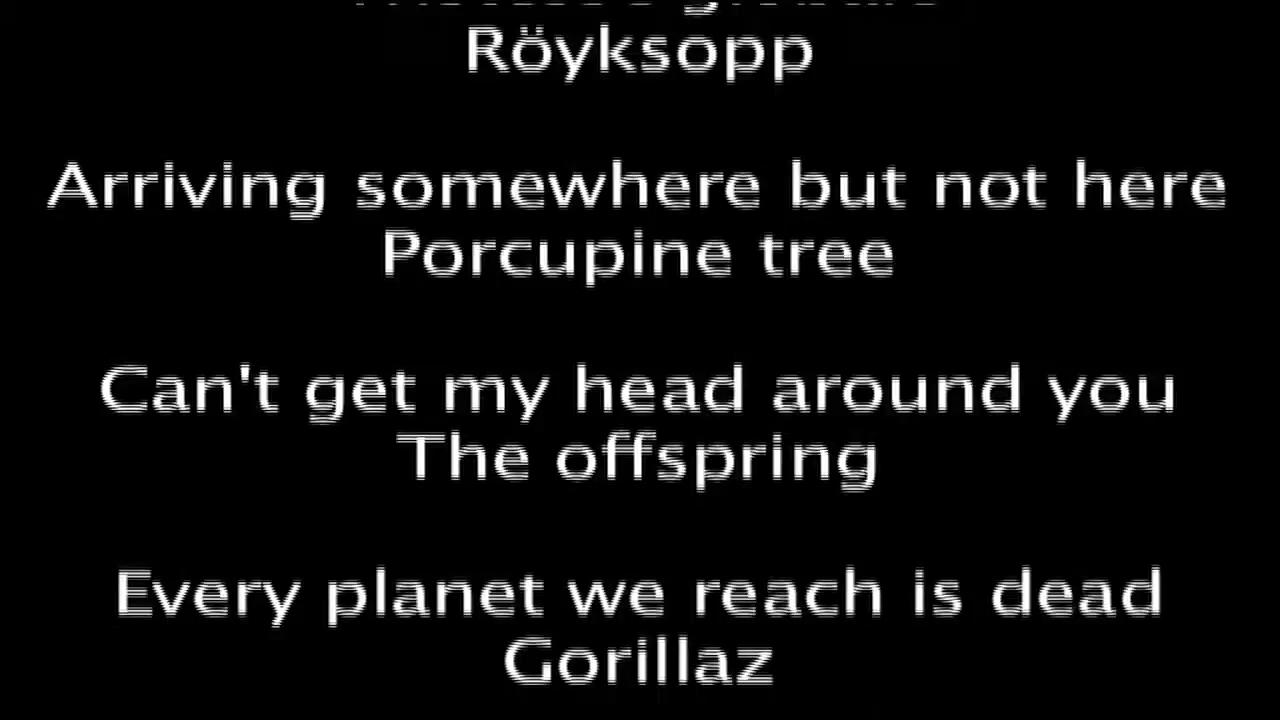 Röyksopp
Arriving somewhere but not here
Porcupine tree
Can't get my head around you
The offspring
Every planet we reach is dead
Gorillaz